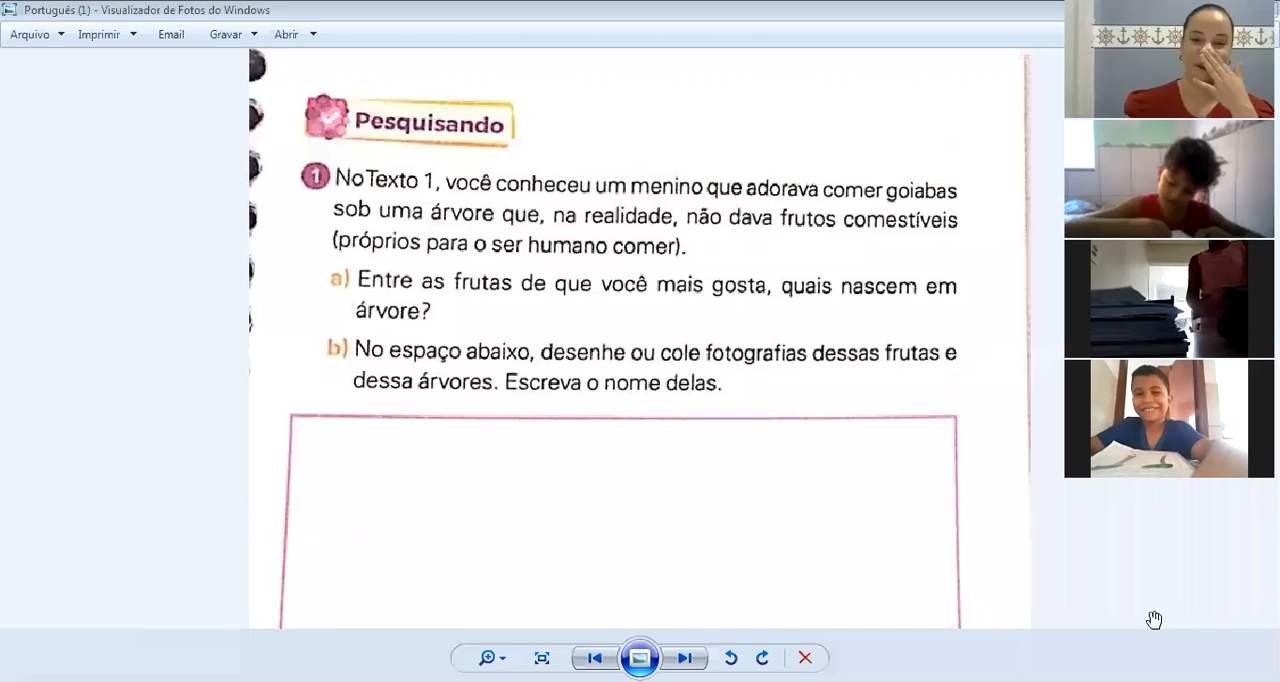 Português (1) - Visualizador de Fotos do Windows
Arquivo Imprimir Email Gravar Abrir
Pesquisando
1 No Texto 1, você conheceu um menino que adorava comer goiabas
sob uma árvore que, na realidade, não dava frutos comestíveis
(próprios para o ser humano comer).
a) Entre as frutas de que você mais gosta, quais nascem em
árvore?
b) No espaço abaixo, desenhe ou cole fotografias dessas frutas e
dessa árvores. Escreva o nome delas.